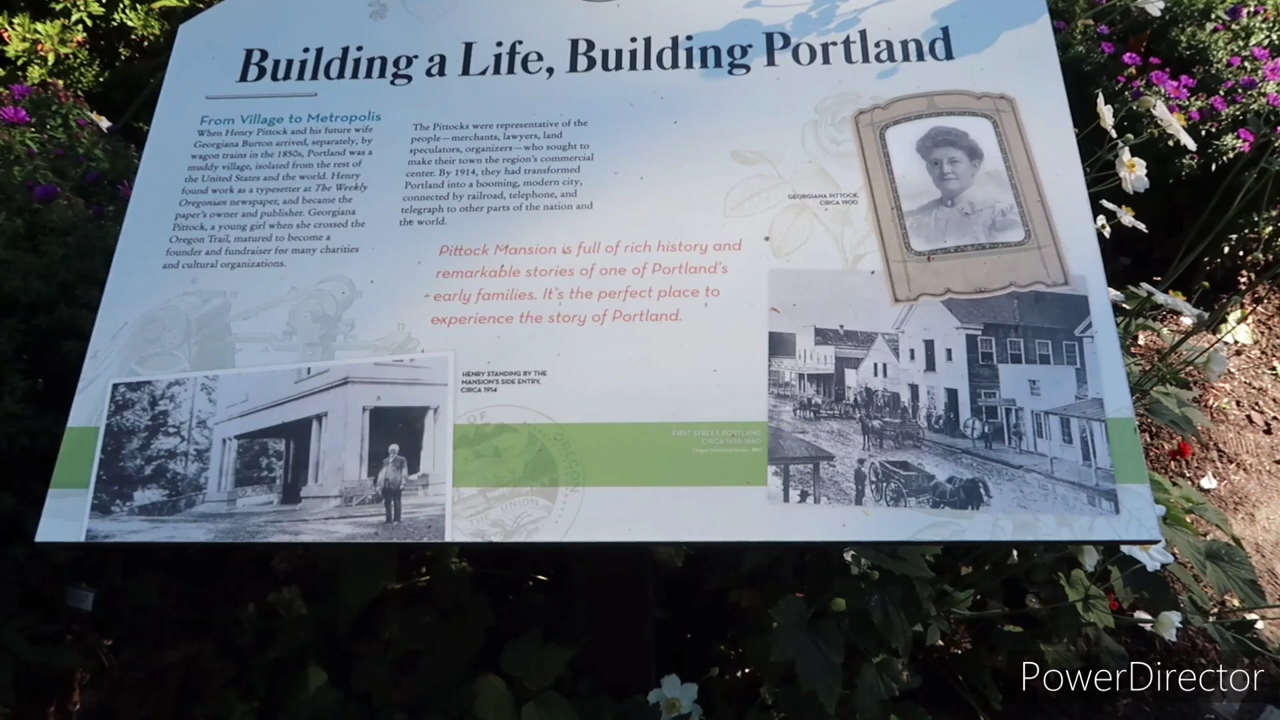 Building a Life, Building Portland
From Village to Metropolis
When Henry Pittock and his future wife
Georgiana Burton arrived, separately, by
wagon trains in the 1850s, Portland was a
muddy village, isolated from the rest of
the United States and the world. Henry
found work as a typesetter at The Weekly
Oregonian newspaper, and became the
paper's owner and publisher. Georgiana
Pittock, a young girl when she crossed the
Oregon Trail, matured to become a
founder and fundraiser for many charities
and cultural organizations.
The Pittocks were representative of the
people—merchants, lawyers, land
speculators, organizers—who sought to
make their town the region's commercial
center. By 1914, they had transformed
Portland into a booming, modern city,
connected by railroad, telephone, and
telegraph to other parts of the nation and
the world.
Pittock Mansion is full of rich history and
remarkable stories of one of Portland's
early families. It's the perfect place to
experience the story of Portland.
GEORGIANA PITTOCK,
CIRCA 1900
HENRY STANDING BY THE
MANSION'S SIDE ENTRY,
CIRCA 1914
FIRST STREET PORTLAND
CIRCA
OF OREGON
THE UNION
PowerDirector